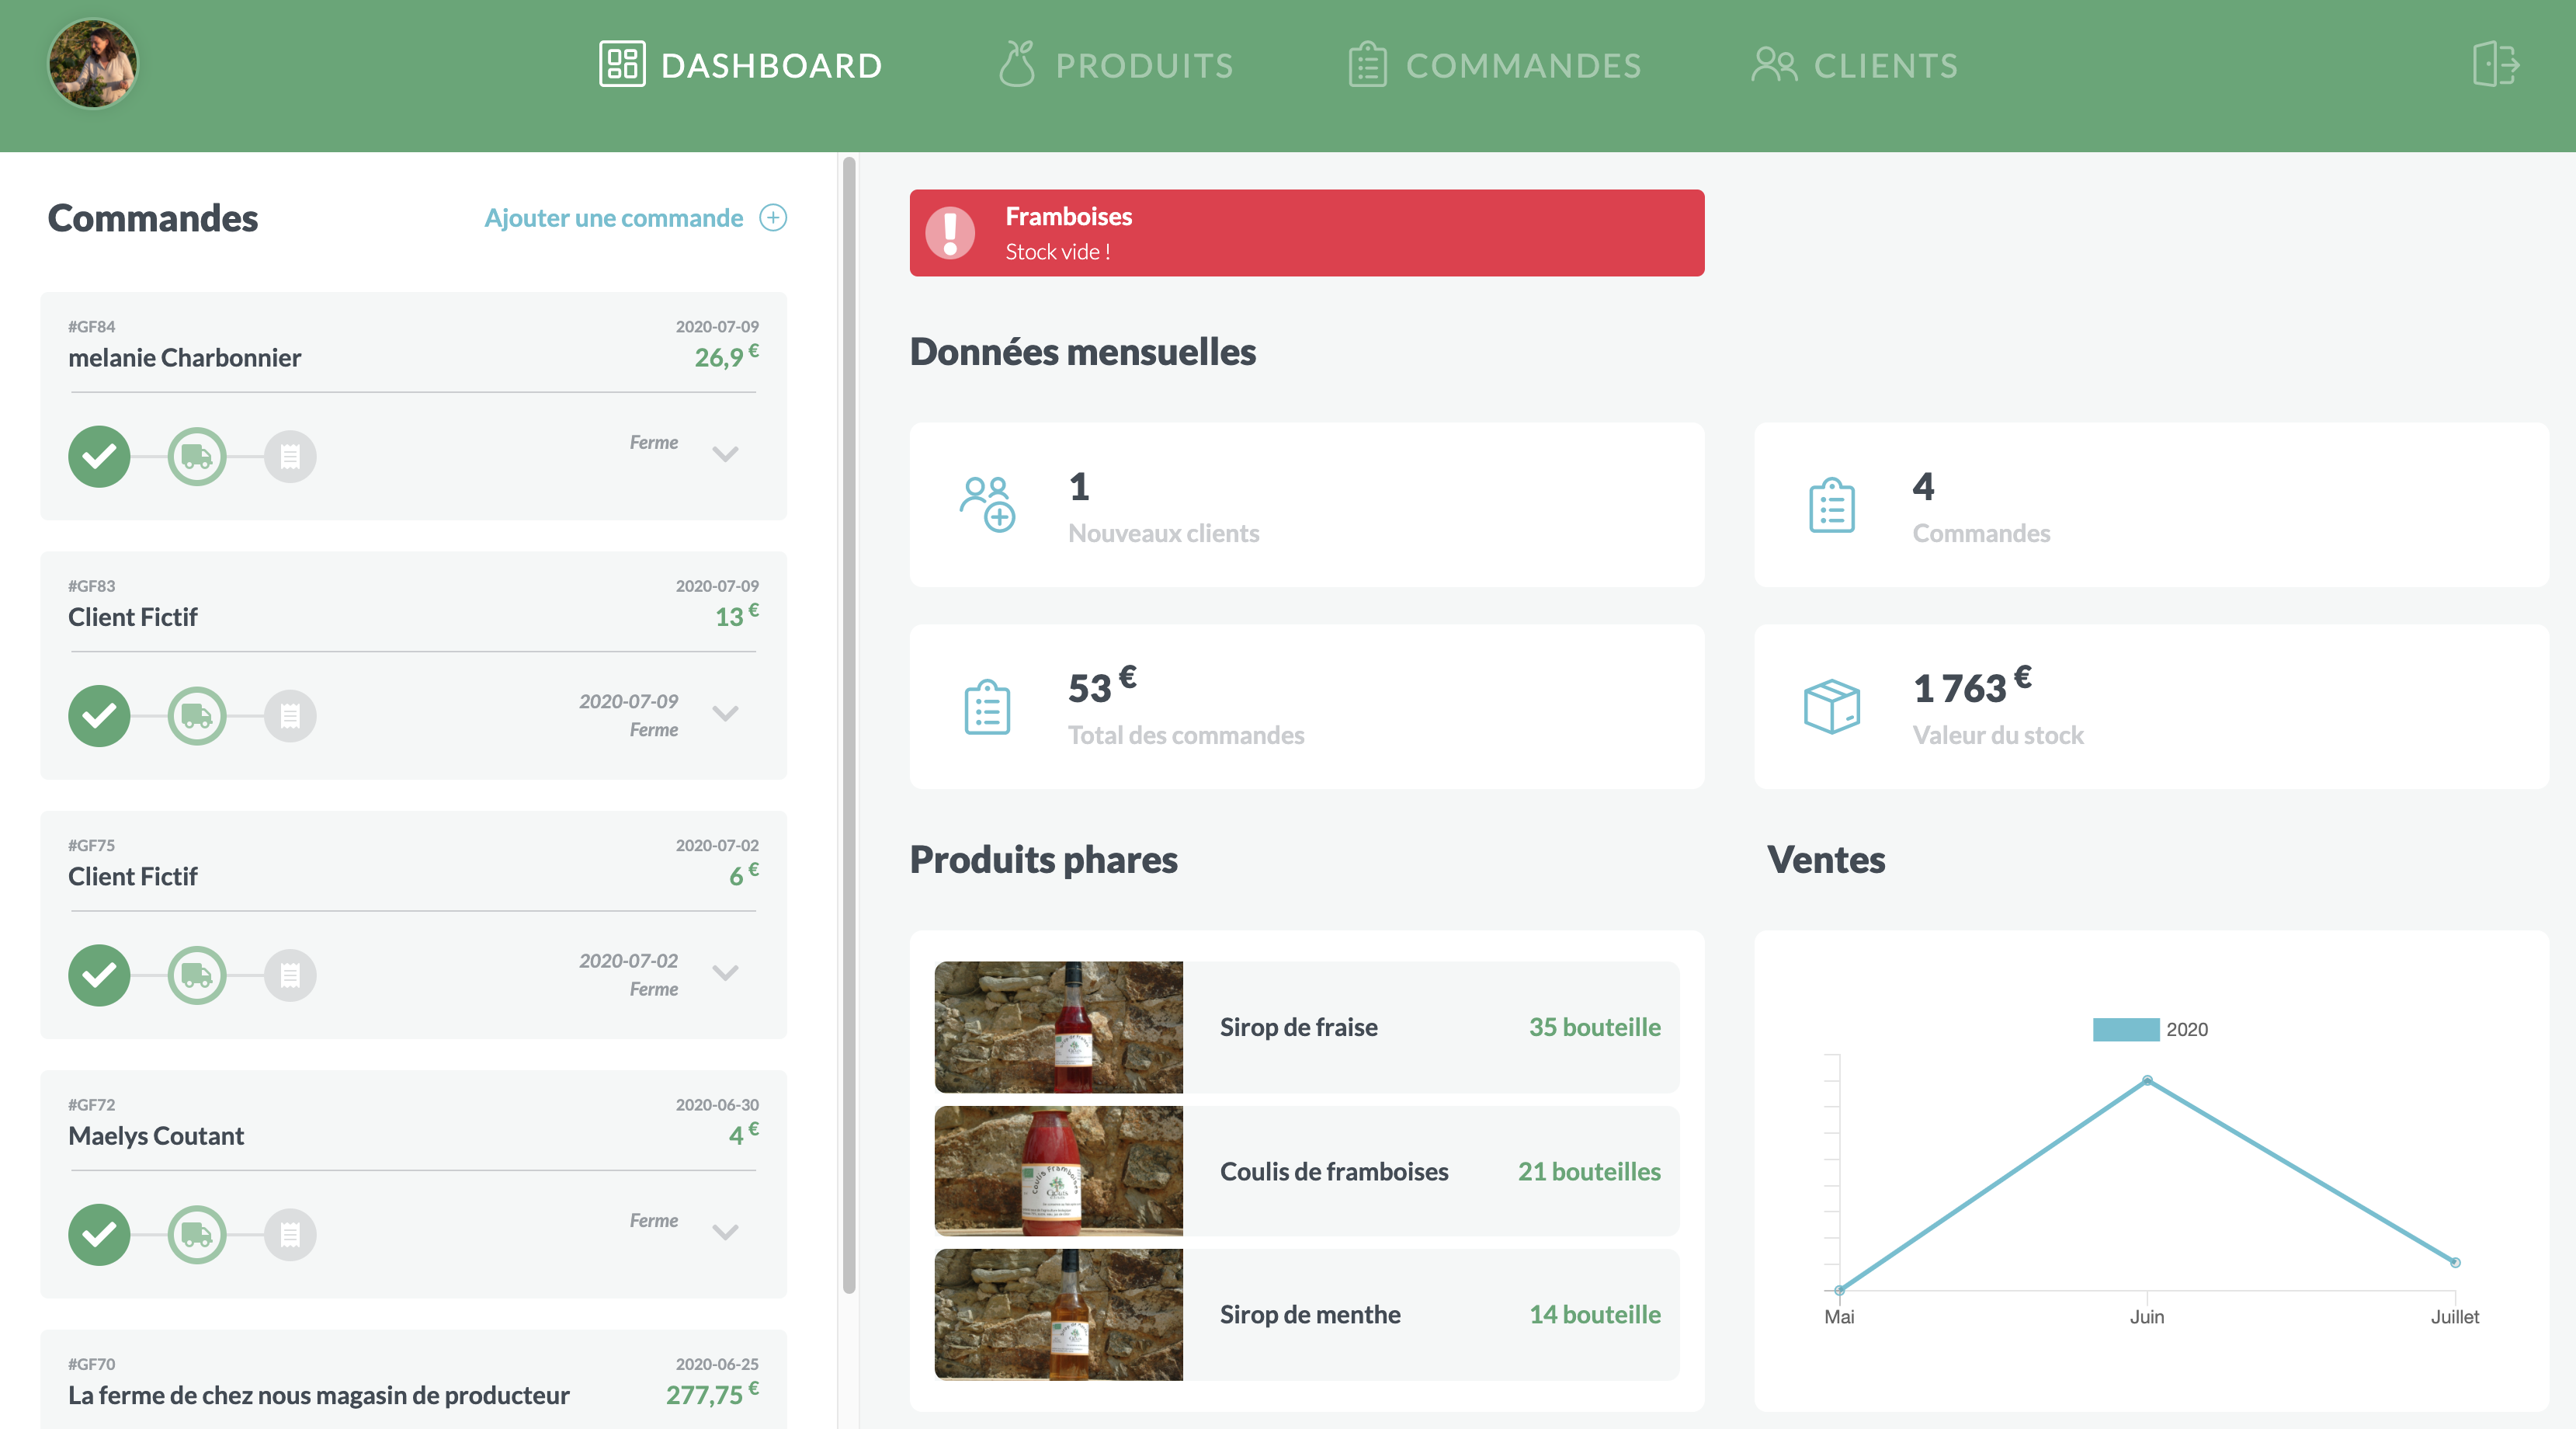 DASHBOARD
PRODUITS
COMMANDES
CLIENTS
Commandes
Ajouter une commande
#GF84
2020-07-09
melanie Charbonnier
26,9 €
Ferme
#GF83
2020-07-09
Client Fictif
13 €
2020-07-09
Ferme
#GF75
2020-07-02
Client Fictif
6 €
2020-07-02
Ferme
#GF72
2020-06-30
Maelys Coutant
4 €
Ferme
#GF70
2020-06-25
La ferme de chez nous magasin de producteur
277,75 €
Framboises
Stock vide !
Données mensuelles
1
Nouveaux clients
4
Commandes
53 €
Total des commandes
1 763 €
Valeur du stock
Produits phares
Sirop de fraise
35 bouteille
Coulis Framboises
Coulis de framboises
21 bouteilles
Sirop de menthe
14 bouteille
Ventes
2020
Mai
Juin
Juillet